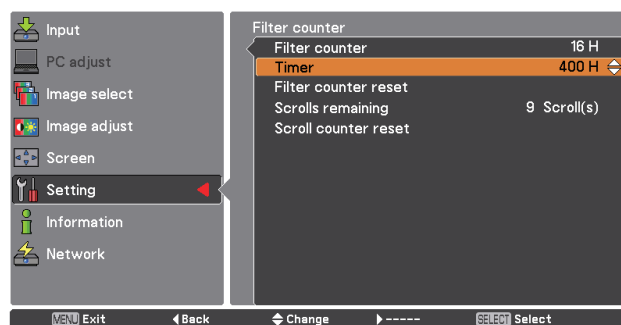 Input
PC adjust
Image select
Image adjust
Screen
Setting
Information
Network
Filter counter
Filter counter 16 H
Timer 400 H
Filter counter reset
Scrolls remaining 9 Scroll(s)
Scroll counter reset
MENU Exit Back Change ----- SELECT Select